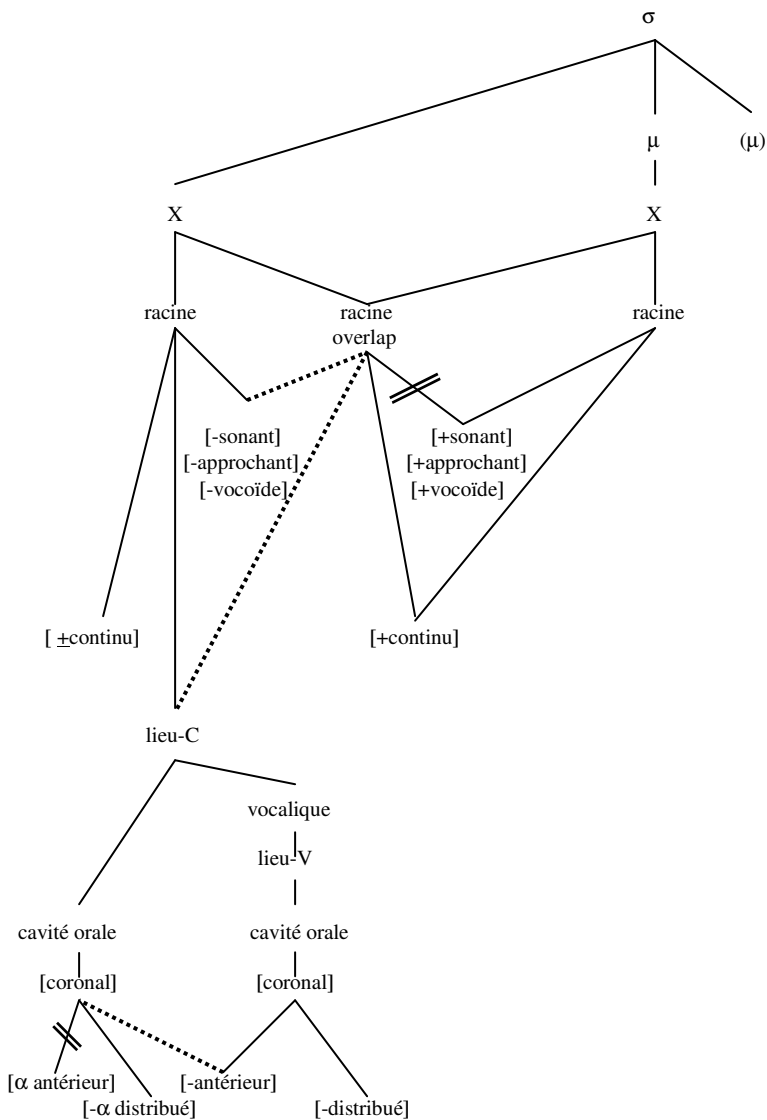 σ
μ (μ)
X X
racine racine racine
overlap
[-sonant] [+sonant]
[-approchant] [+approchant]
[-vocoïde] [+vocoïde]
[ ±continu] [+continu]
lieu-C
vocalique
lieu-V
cavité orale cavité orale
[coronal] [coronal]
[α antérieur] [-antérieur]
[-α distribué] [-distribué]